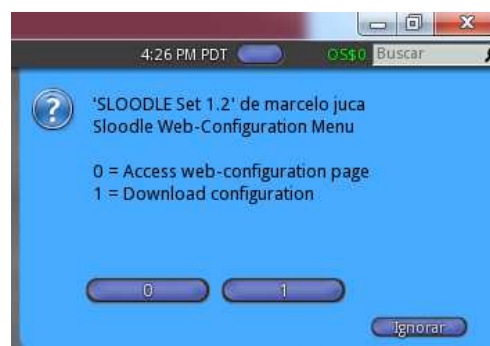 4:26 PM PDT OS$0 Buscar
'SLOODLE Set 1.2' de marcelo juca
Sloodle Web-Configuration Menu
0 = Access web-configuration page
1 = Download configuration
0 1
Ignorar